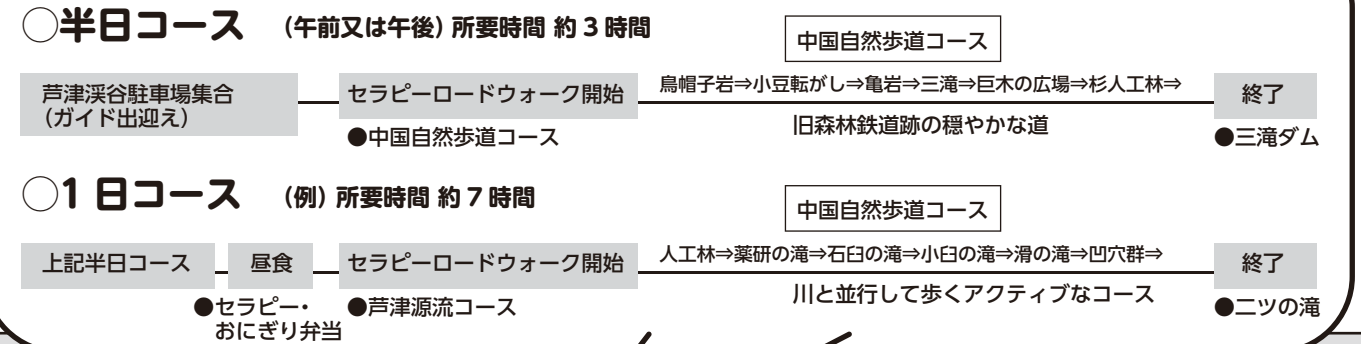 ○半日コース (午前又は午後) 所要時間 約3時間
中国自然歩道コース
芦津渓谷駐車場集合
(ガイド出迎え)
セラピーロードウォーク開始
烏帽子岩⇒小豆転がし⇒亀岩⇒三滝⇒巨木の広場⇒杉人工林⇒
終了
●中国自然歩道コース
旧森林鉄道跡の穏やかな道
●三滝ダム
○1日コース (例) 所要時間 約7時間
中国自然歩道コース
上記半日コース
昼食
セラピーロードウォーク開始
人工林⇒薬研の滝⇒石臼の滝⇒小臼の滝⇒滑の滝⇒凹穴群⇒
終了
●セラピー・
おにぎり弁当
●芦津源流コース
川と並行して歩くアクティブなコース
●二ツの滝